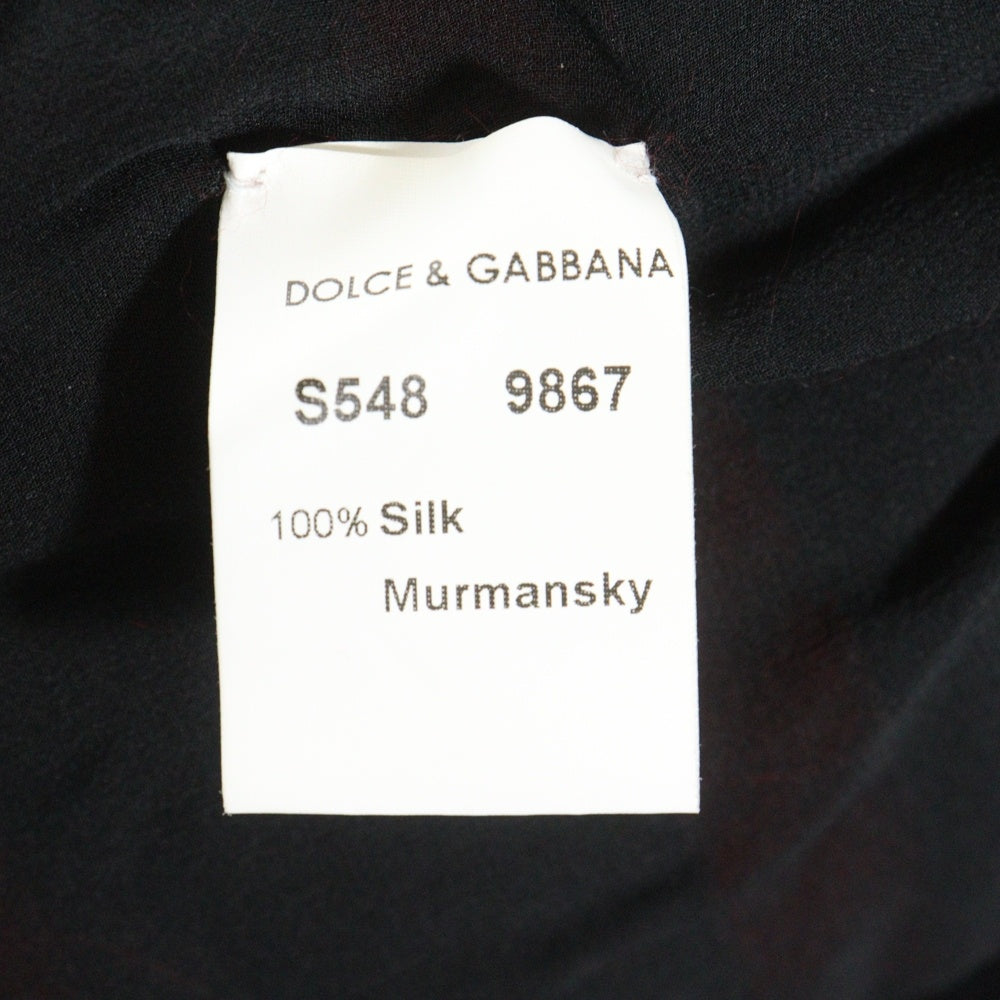 DOLCE & GABBANA
S548 9867
100% Silk
Murmansky